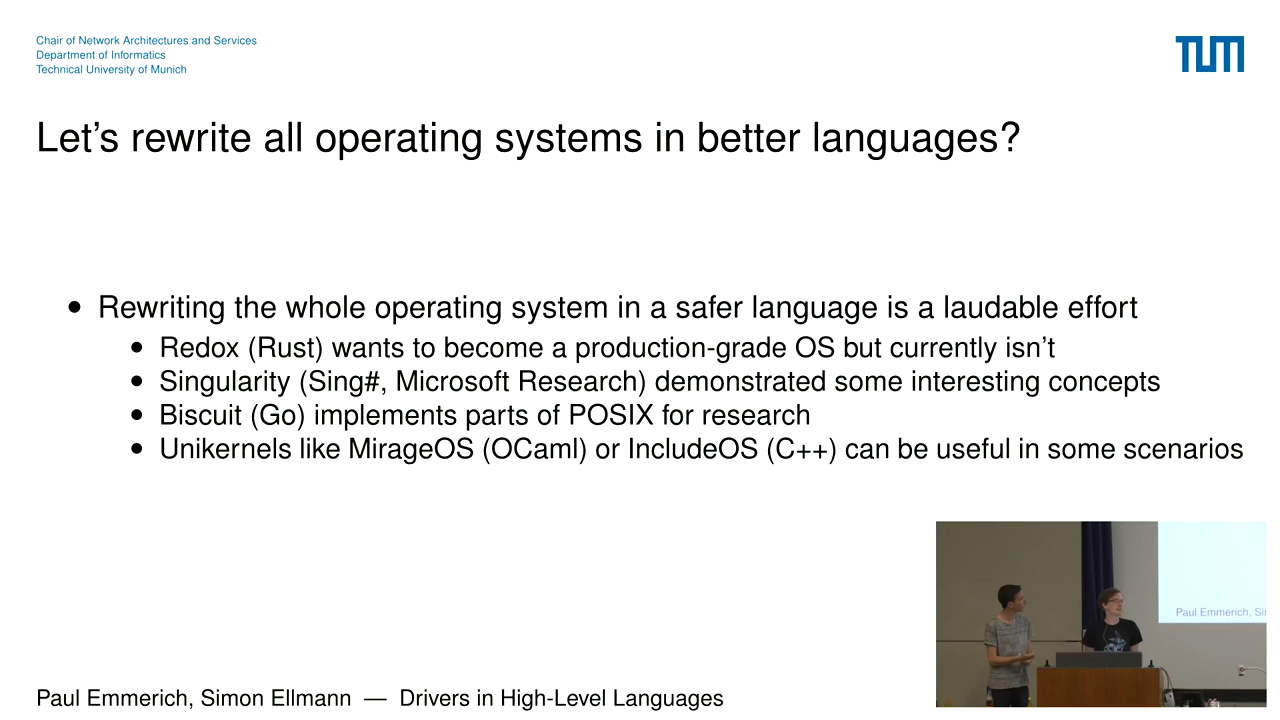 Chair of Network Architectures and Services
Department of Informatics
Technical University of Munich
TUM
Let's rewrite all operating systems in better languages?
• Rewriting the whole operating system in a safer language is a laudable effort
• Redox (Rust) wants to become a production-grade OS but currently isn't
• Singularity (Sing#, Microsoft Research) demonstrated some interesting concepts
• Biscuit (Go) implements parts of POSIX for research
• Unikernels like MirageOS (OCaml) or IncludeOS (C++) can be useful in some scenarios
Paul Emmerich, Si
Paul Emmerich, Simon Ellmann — Drivers in High-Level Languages